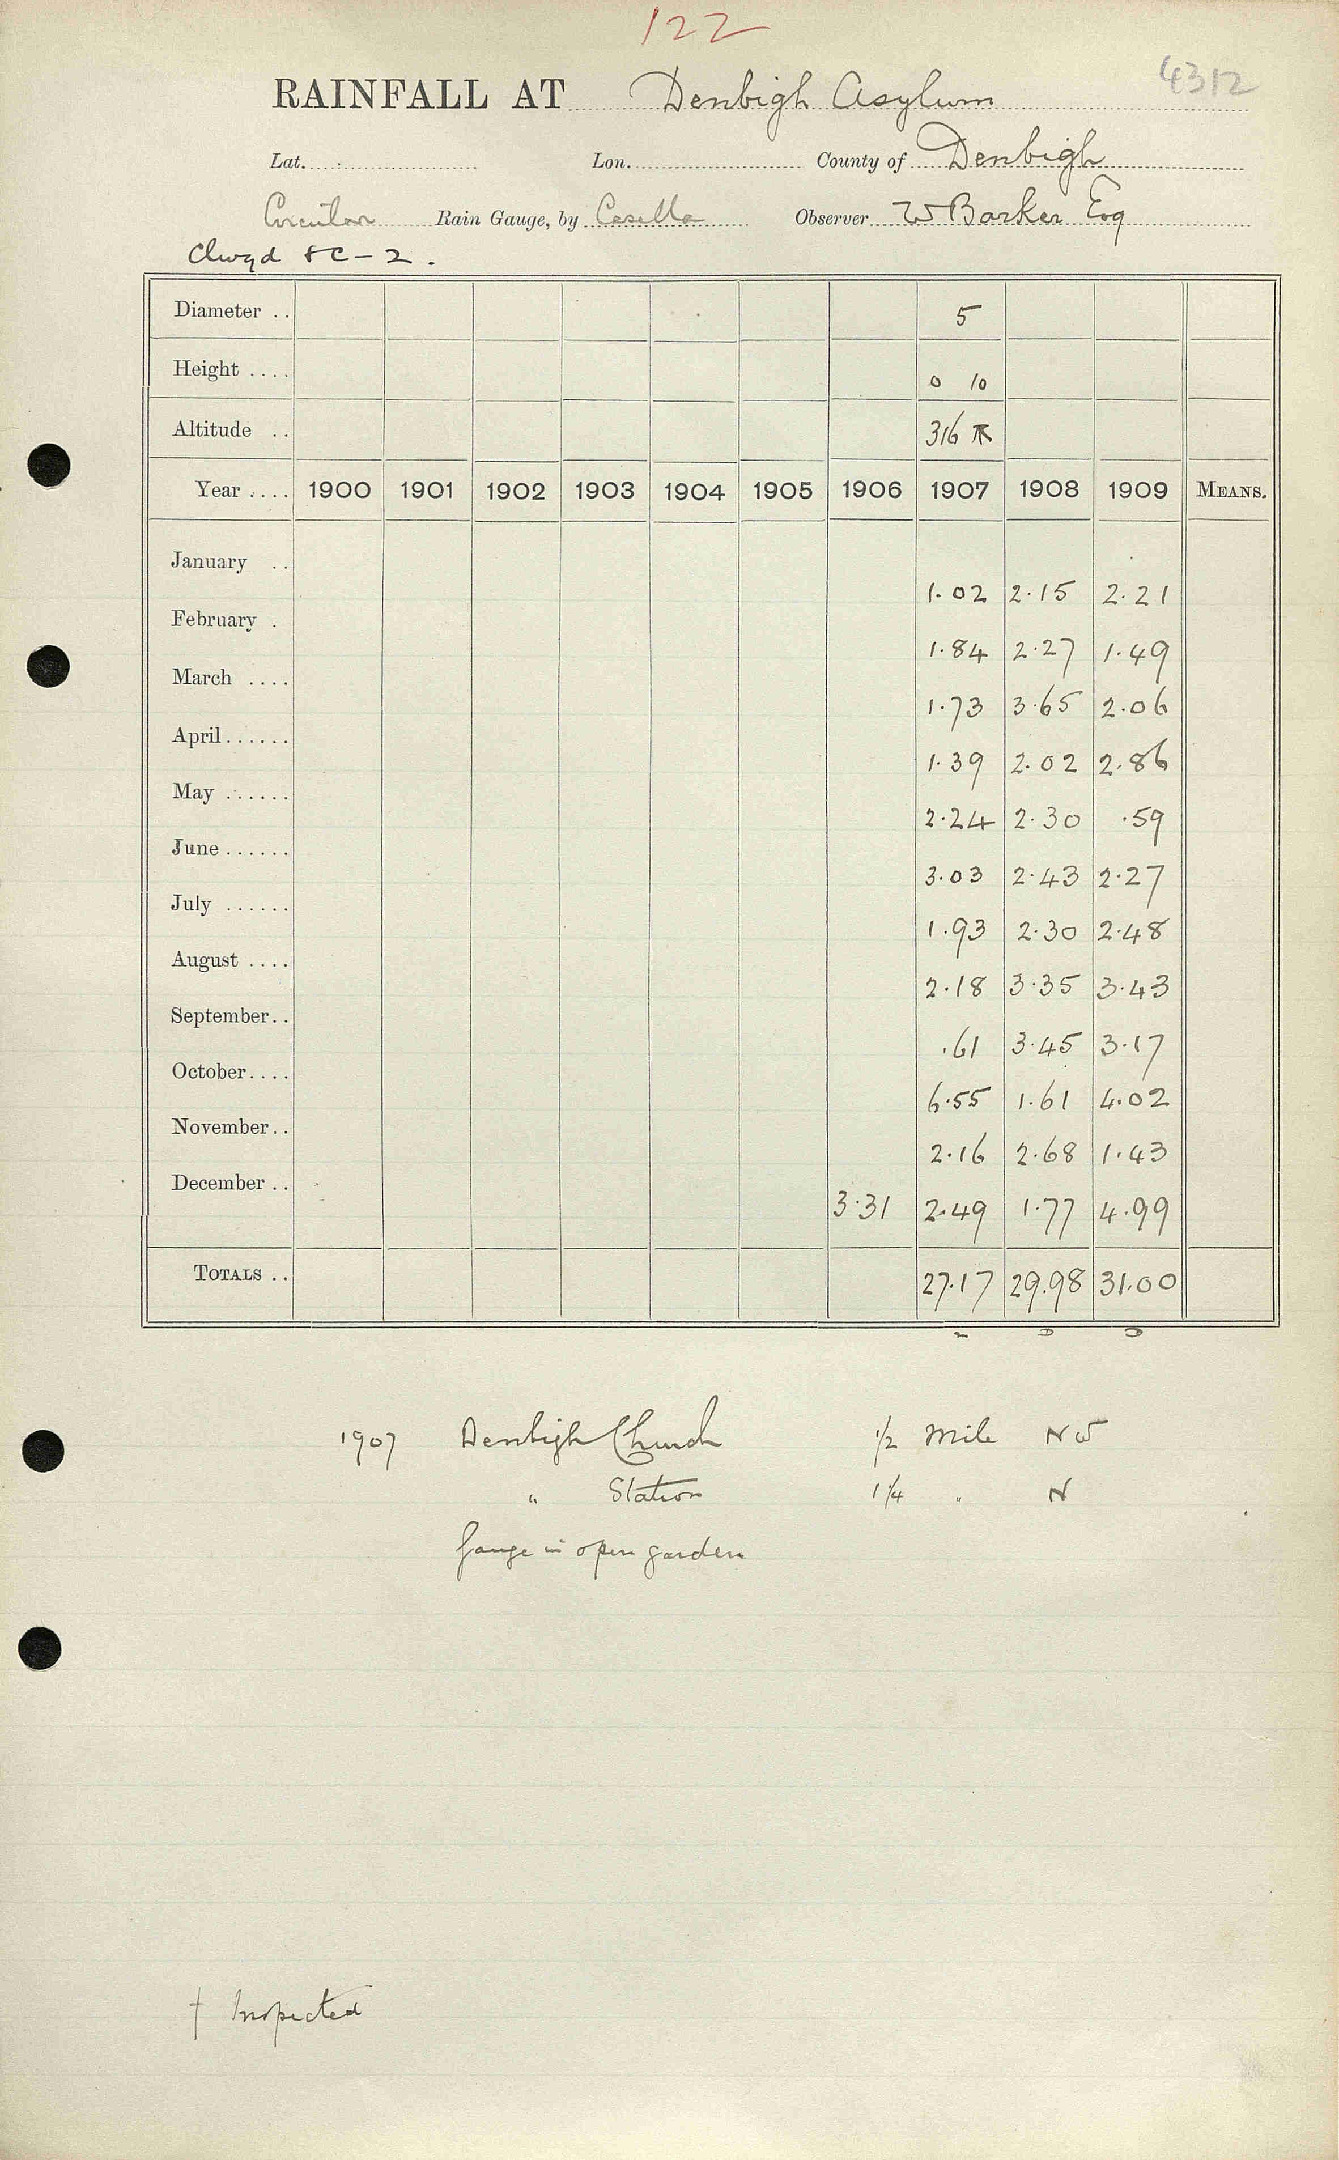 122
RAINFALL AT Denbigh Asylum 4312
Lat. Lon. County of Denbigh
Circular Rain Gauge, by Casella Observer W Barker Esq
Clwyd &C - 2.
Diameter .. 5
Height .... 0 10
Altitude .. 316
Year .... 1900 1901 1902 1903 1904 1905 1906 1907 1908 1909 MEANS.
January .. 1.02 2.15 2.21
February . 1.84 2.27 1.49
March .... 1.73 3.65 2.06
April...... 1.39 2.02 2.86
May ...... 2.24 2.30 .59
June...... 3.03 2.43 2.27
July ...... 1.93 2.30 2.48
August .... 2.18 3.35 3.43
September.. .61 3.45 3.17
October.... 6.55 1.61 4.02
November.. 2.16 2.68 1.43
December .. 3.31 2.49 1.77 4.99
TOTALS .. 27.17 29.98 31.00
1907 Denbigh Church 1/2 Mile NW
" Station 1 1/4 " N
Gauge in open garden
† Inspected